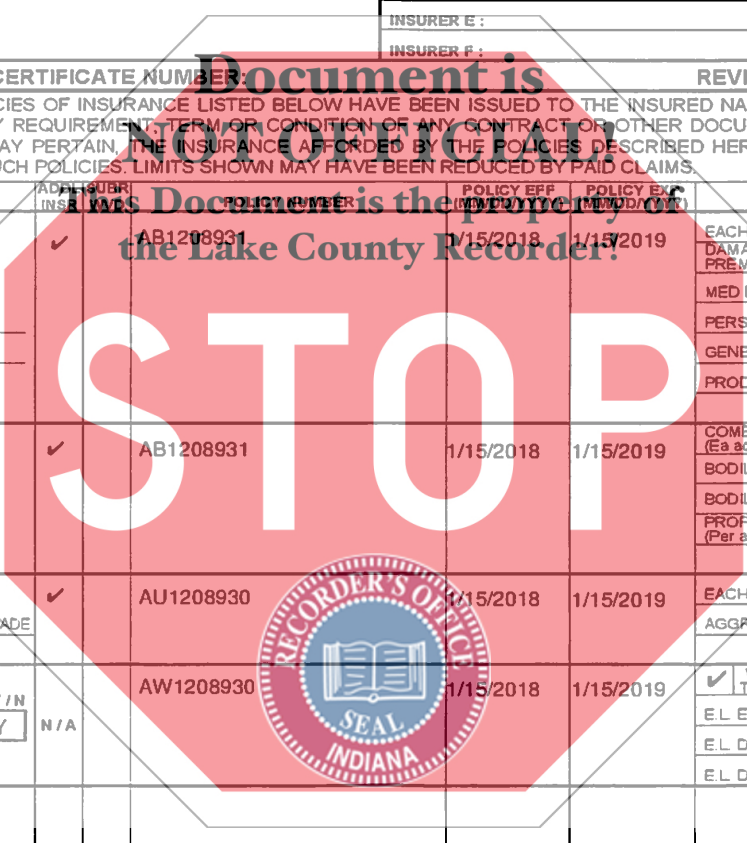 INSURER E :
INSURER F :
CERTIFICATE NUMBER:
Document is
CIES OF INSURANCE LISTED BELOW HAVE BEEN ISSUED TO THE INSURED NA
REQUIREMENT, TERM OR CONDITION OF ANY CONTRACT OR OTHER DOCU
NOT OFFICIAL!
AY PERTAIN, THE INSURANCE AFFORDED BY THE POLICIES DESCRIBED HER
CH POLICIES. LIMITS SHOWN MAY HAVE BEEN REDUCED BY PAID CLAIMS.
ADDL SUBR POLICY EFF POLICY EXP
INSR WVD POLICY NUMBER (MM/DD/YYYY) (MM/DD/YYYY)
This Document is the property of
the Lake County Recorder!
AB1208931 1/15/2018 1/15/2019 EACH
DAMA
PREM
MED
PERS
GENE
PROD
STOP
COMB
(Ea ac
AB1208931 1/15/2018 1/15/2019
BODIL
BODIL
PROP
(Per a
AU1208930 1/15/2018 1/15/2019 EACH
ADE AGGR
RECORDER'S OFFICE
SEAL
INDIANA
AW1208930 1/15/2018 1/15/2019
/ N
Y N / A
E.L. E
E.L. D
E.L. D